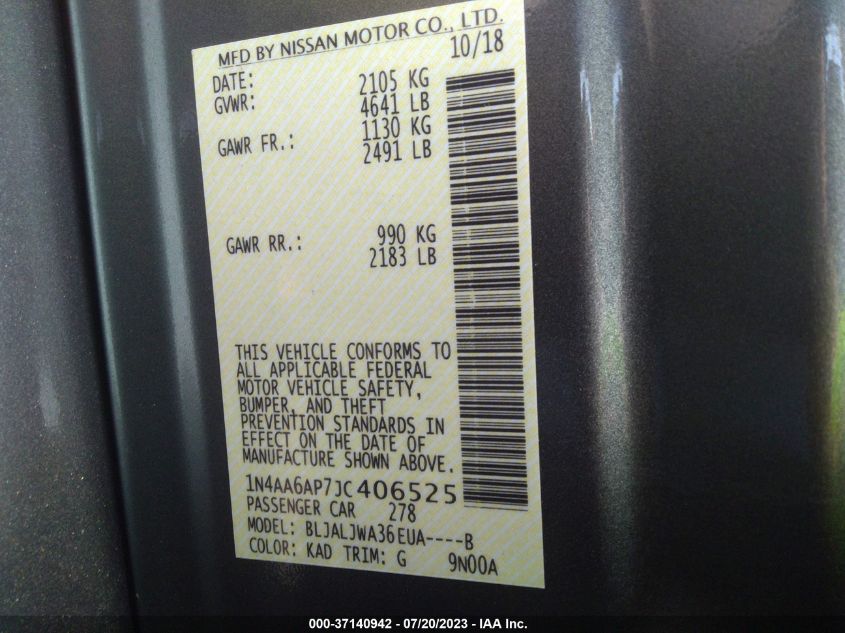 MFD BY NISSAN MOTOR CO., LTD.
DATE: 10/18
GVWR: 2105 KG
4641 LB
GAWR FR.: 1130 KG
2491 LB
GAWR RR.: 990 KG
2183 LB
THIS VEHICLE CONFORMS TO
ALL APPLICABLE FEDERAL
MOTOR VEHICLE SAFETY,
BUMPER, AND THEFT
PREVENTION STANDARDS IN
EFFECT ON THE DATE OF
MANUFACTURE SHOWN ABOVE.
1N4AA6AP7JC406525
PASSENGER CAR 278
MODEL: BLJALJWA36EUA----B
COLOR: KAD TRIM: G 9N00A
000-37140942 - 07/20/2023 - IAA Inc.